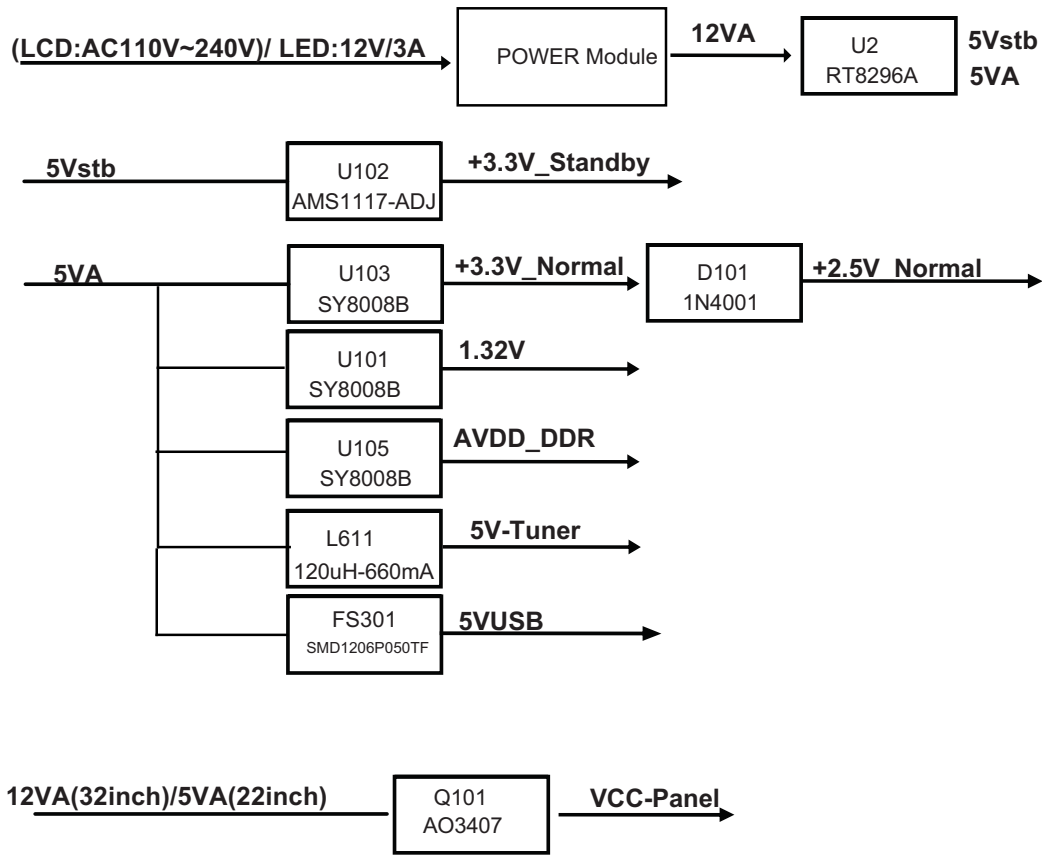 (LCD:AC110V~240V)/ LED:12V/3A
POWER Module
12VA
U2
RT8296A
5Vstb
5VA
5Vstb
U102
AMS1117-ADJ
+3.3V_Standby
5VA
U103
SY8008B
+3.3V_Normal
D101
1N4001
+2.5V_Normal
U101
SY8008B
1.32V
U105
SY8008B
AVDD_DDR
L611
120uH-660mA
5V-Tuner
FS301
SMD1206P050TF
5VUSB
12VA(32inch)/5VA(22inch)
Q101
AO3407
VCC-Panel